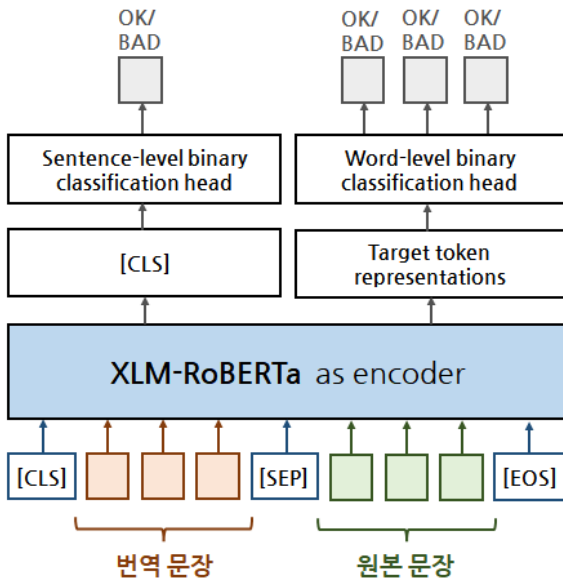 OK/
BAD
OK/
BAD
OK/
BAD
OK/
BAD
Sentence-level binary
classification head
Word-level binary
classification head
[CLS]
Target token
representations
XLM-RoBERTa as encoder
[CLS]
[SEP]
[EOS]
번역 문장
원본 문장